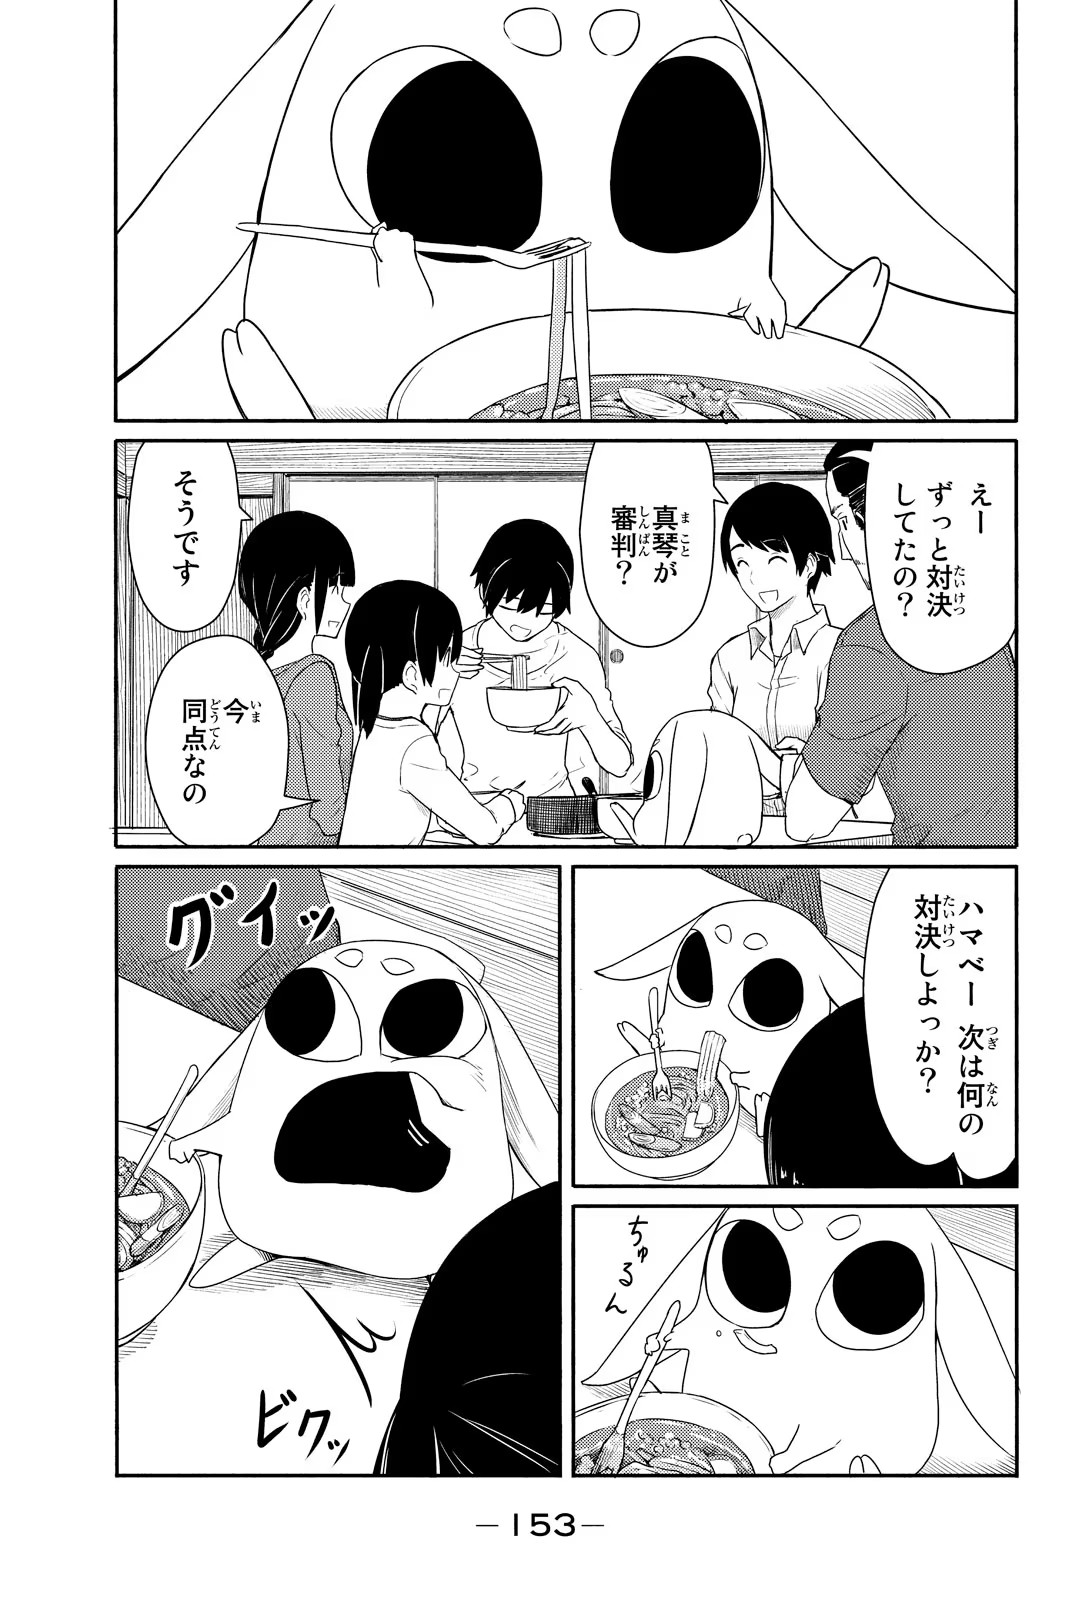 えー
ずっと対決
してたの？
真琴が
審判？
そうです
今
同点なの
ハマベー 次は何の
対決しよっか？
ちゅるん
グイッ
ビクッ
—153—